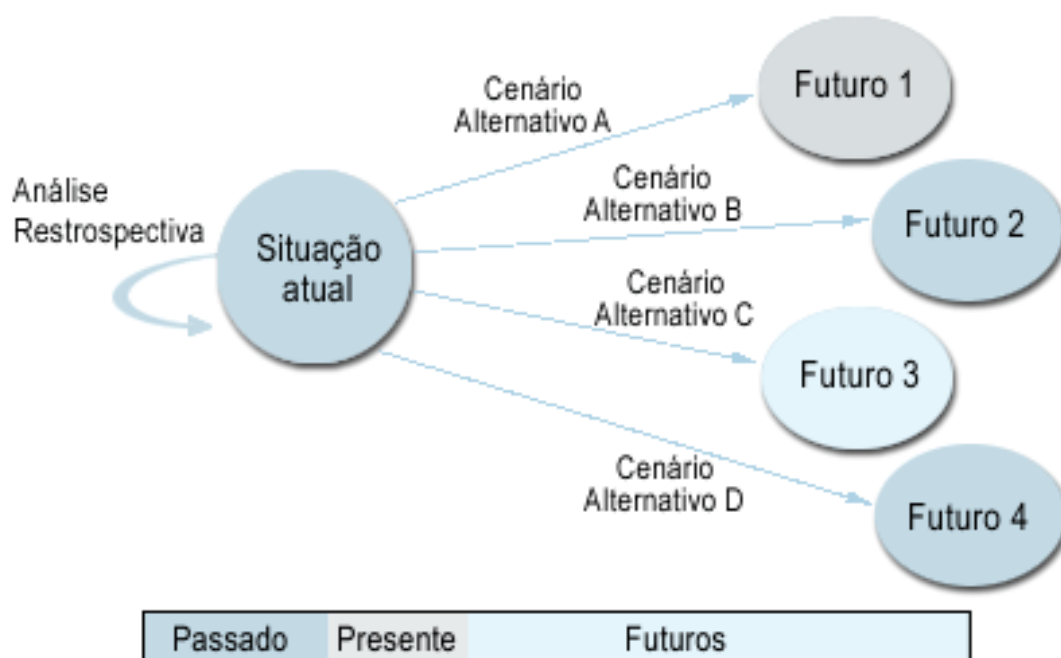 Cenário
Alternativo A
Futuro 1
Análise
Restrospectiva
Situação
atual
Cenário
Alternativo B
Futuro 2
Cenário
Alternativo C
Futuro 3
Cenário
Alternativo D
Futuro 4
Passado
Presente
Futuros